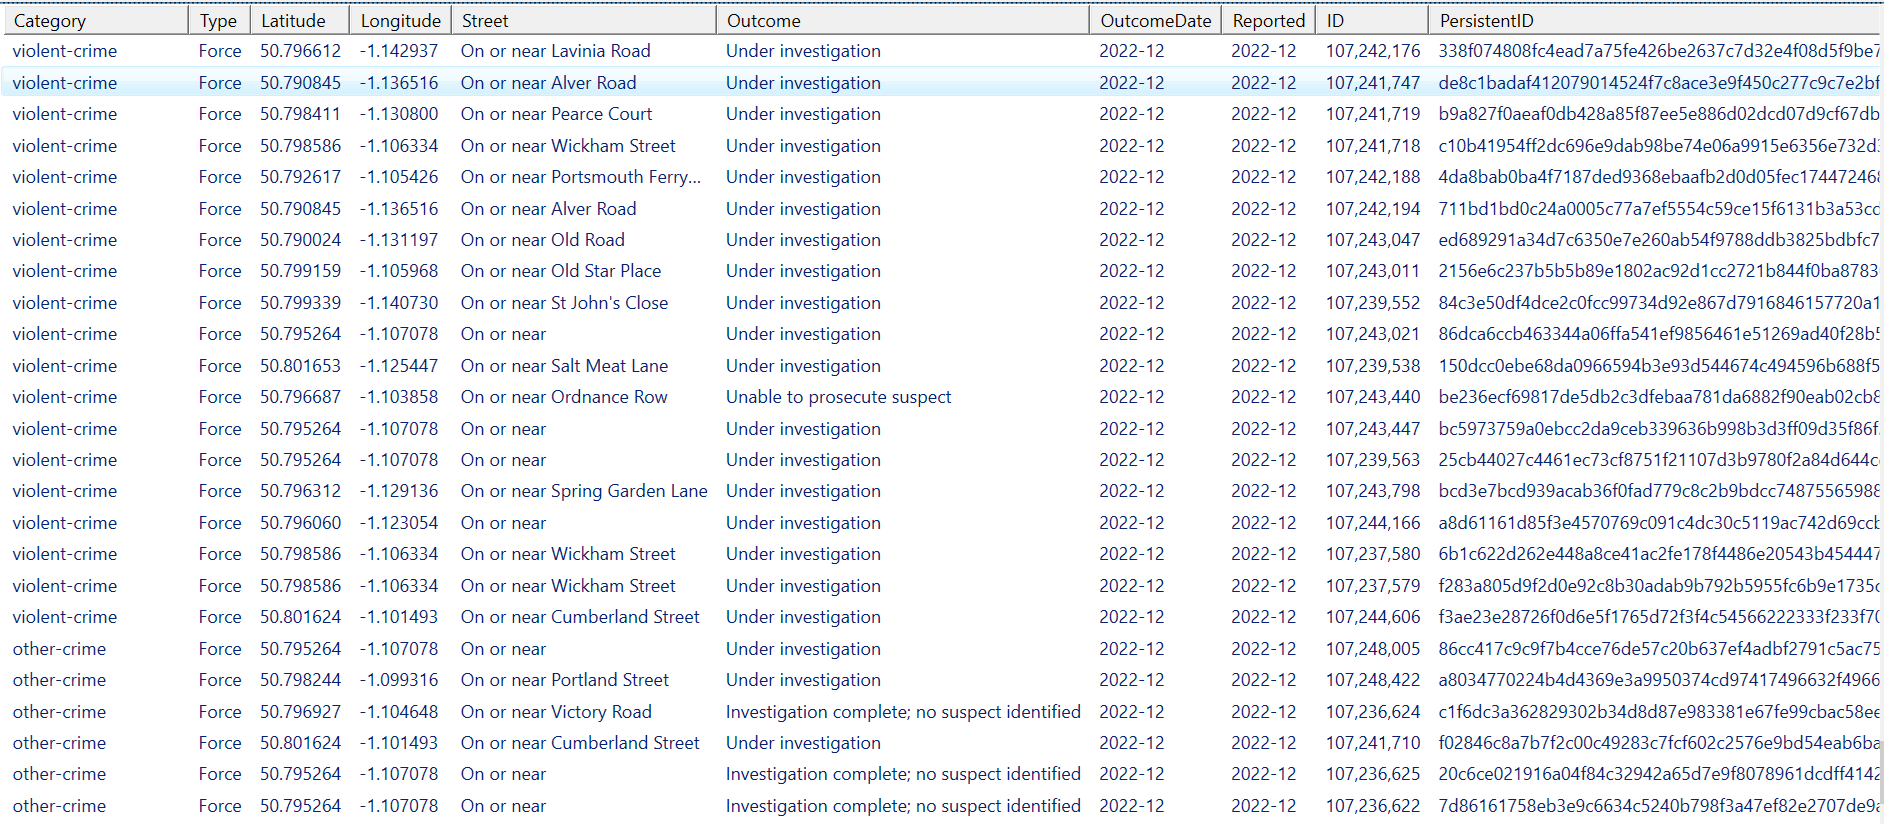 Category Type Latitude Longitude Street Outcome OutcomeDate Reported ID PersistentID
violent-crime Force 50.796612 -1.142937 On or near Lavinia Road Under investigation 2022-12 2022-12 107,242,176 338f074808fc4ead7a75fe426be2637c7d32e4f08d5f9be7
violent-crime Force 50.790845 -1.136516 On or near Alver Road Under investigation 2022-12 2022-12 107,241,747 de8c1badaf412079014524f7c8ace3e9f450c277c9c7e2bf
violent-crime Force 50.798411 -1.130800 On or near Pearce Court Under investigation 2022-12 2022-12 107,241,719 b9a827f0aeaf0db428a85f87ee5e886d02dcd07d9cf67db
violent-crime Force 50.798586 -1.106334 On or near Wickham Street Under investigation 2022-12 2022-12 107,241,718 c10b41954ff2dc696e9dab98be74e06a9915e6356e732d3
violent-crime Force 50.792617 -1.105426 On or near Portsmouth Ferry... Under investigation 2022-12 2022-12 107,242,188 4da8bab0ba4f7187ded9368ebaafb2d0d05fec174472468
violent-crime Force 50.790845 -1.136516 On or near Alver Road Under investigation 2022-12 2022-12 107,242,194 711bd1bd0c24a0005c77a7ef5554c59ce15f6131b3a53cd
violent-crime Force 50.790024 -1.131197 On or near Old Road Under investigation 2022-12 2022-12 107,243,047 ed689291a34d7c6350e7e260ab54f9788ddb3825bdbfc7
violent-crime Force 50.799159 -1.105968 On or near Old Star Place Under investigation 2022-12 2022-12 107,243,011 2156e6c237b5b5b89e1802ac92d1cc2721b844f0ba8783
violent-crime Force 50.799339 -1.140730 On or near St John's Close Under investigation 2022-12 2022-12 107,239,552 84c3e50df4dce2c0fcc99734d92e867d7916846157720a1
violent-crime Force 50.795264 -1.107078 On or near Under investigation 2022-12 2022-12 107,243,021 86dca6ccb463344a06ffa541ef9856461e51269ad40f28b5
violent-crime Force 50.801653 -1.125447 On or near Salt Meat Lane Under investigation 2022-12 2022-12 107,239,538 150dcc0ebe68da0966594b3e93d544674c494596b688f5
violent-crime Force 50.796687 -1.103858 On or near Ordnance Row Unable to prosecute suspect 2022-12 2022-12 107,243,440 be236ecf69817de5db2c3dfebaa781da6882f90eab02cb8
violent-crime Force 50.795264 -1.107078 On or near Under investigation 2022-12 2022-12 107,243,447 bc5973759a0ebcc2da9ceb339636b998b3d3ff09d35f86f
violent-crime Force 50.795264 -1.107078 On or near Under investigation 2022-12 2022-12 107,239,563 25cb44027c4461ec73cf8751f21107d3b9780f2a84d644c
violent-crime Force 50.796312 -1.129136 On or near Spring Garden Lane Under investigation 2022-12 2022-12 107,243,798 bcd3e7bcd939acab36f0fad779c8c2b9bdcc74875565988
violent-crime Force 50.796060 -1.123054 On or near Under investigation 2022-12 2022-12 107,244,166 a8d61161d85f3e4570769c091c4dc30c5119ac742d69ccb
violent-crime Force 50.798586 -1.106334 On or near Wickham Street Under investigation 2022-12 2022-12 107,237,580 6b1c622d262e448a8ce41ac2fe178f4486e20543b454447
violent-crime Force 50.798586 -1.106334 On or near Wickham Street Under investigation 2022-12 2022-12 107,237,579 f283a805d9f2d0e92c8b30adab9b792b5955fc6b9e1735c
violent-crime Force 50.801624 -1.101493 On or near Cumberland Street Under investigation 2022-12 2022-12 107,244,606 f3ae23e28726f0d6e5f1765d72f3f4c54566222333f233f70
other-crime Force 50.795264 -1.107078 On or near Under investigation 2022-12 2022-12 107,248,005 86cc417c9c9f7b4cce76de57c20b637ef4adbf2791c5ac75
other-crime Force 50.798244 -1.099316 On or near Portland Street Under investigation 2022-12 2022-12 107,248,422 a8034770224b4d4369e3a9950374cd97417496632f4966
other-crime Force 50.796927 -1.104648 On or near Victory Road Investigation complete; no suspect identified 2022-12 2022-12 107,236,624 c1f6dc3a362829302b34d8d87e983381e67fe99cbac58ee
other-crime Force 50.801624 -1.101493 On or near Cumberland Street Under investigation 2022-12 2022-12 107,241,710 f02846c8a7b7f2c00c49283c7fcf602c2576e9bd54eab6ba
other-crime Force 50.795264 -1.107078 On or near Investigation complete; no suspect identified 2022-12 2022-12 107,236,625 20c6ce021916a04f84c32942a65d7e9f8078961dcdff4142
other-crime Force 50.795264 -1.107078 On or near Investigation complete; no suspect identified 2022-12 2022-12 107,236,622 7d86161758eb3e9c6634c5240b798f3a47ef82e2707de9a